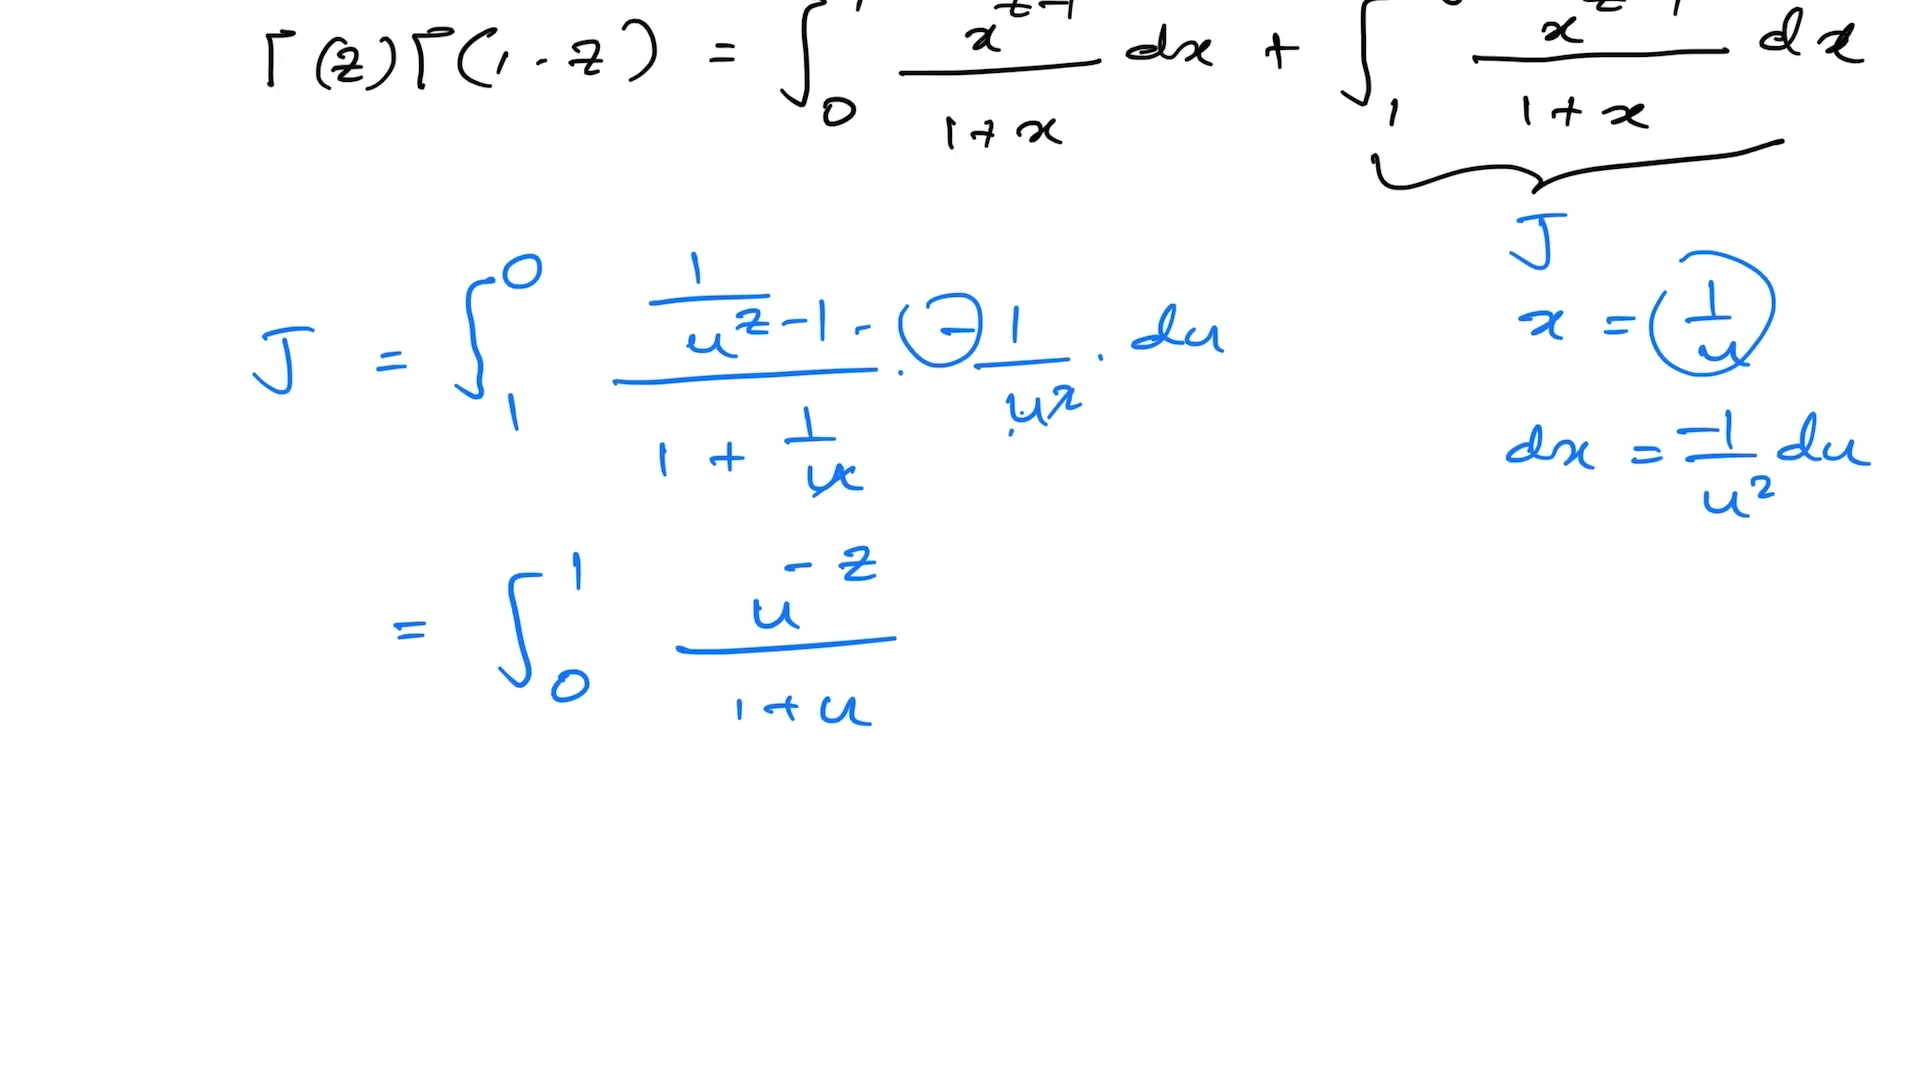 Γ(z)Γ(1-z) = ∫₀¹ x^(z-1)/(1+x) dx + ∫₁ x^(z-1)/(1+x) dx
J
J = ∫₁⁰ (1/u^(z-1))/(1 + 1/u) · -1/u² · du
x = 1/u
dx = -1/u² du
= ∫₀¹ u^(-z)/(1+u)